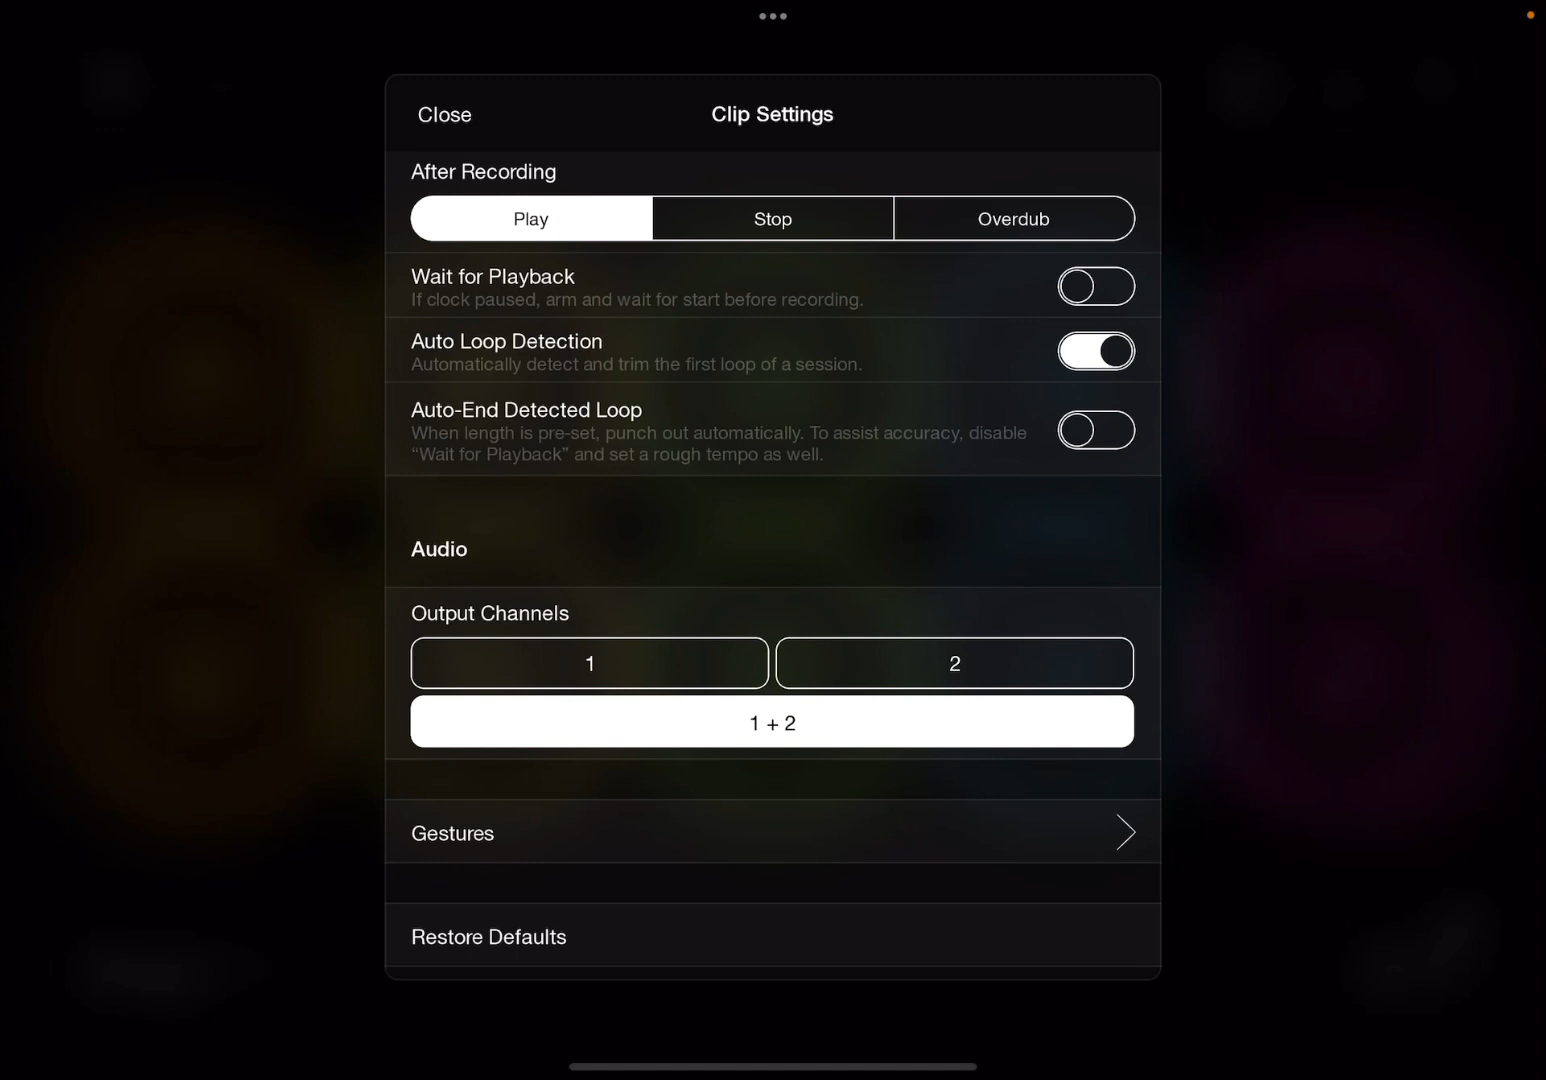 Close
Clip Settings
After Recording
Play
Stop
Overdub
Wait for Playback
If clock paused, arm and wait for start before recording.
Auto Loop Detection
Automatically detect and trim the first loop of a session.
Auto-End Detected Loop
When length is pre-set, punch out automatically. To assist accuracy, disable
“Wait for Playback” and set a rough tempo as well.
Audio
Output Channels
1
2
1 + 2
Gestures
Restore Defaults